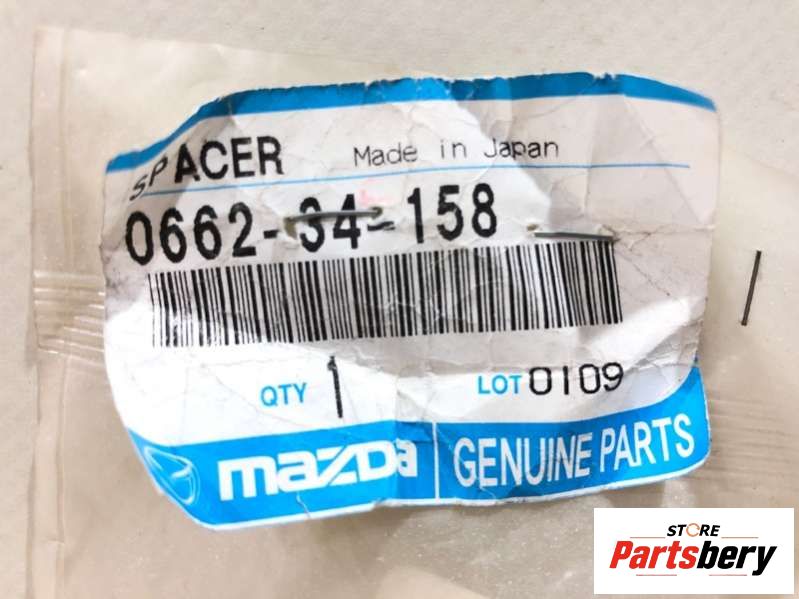 SPACER Made in Japan
0662-34-158
QTY 1 LOT 0109
mazda GENUINE PARTS
STORE
Partsbery